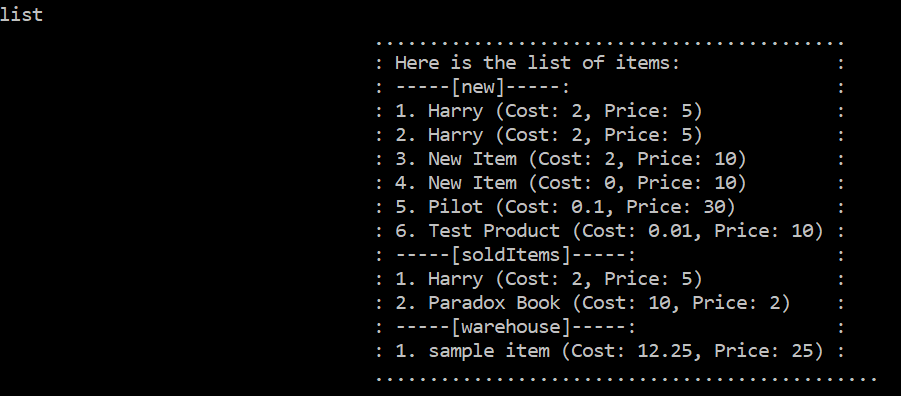 list
...........................................
: Here is the list of items:              :
: -----[new]-----:                        :
: 1. Harry (Cost: 2, Price: 5)            :
: 2. Harry (Cost: 2, Price: 5)            :
: 3. New Item (Cost: 2, Price: 10)        :
: 4. New Item (Cost: 0, Price: 10)        :
: 5. Pilot (Cost: 0.1, Price: 30)         :
: 6. Test Product (Cost: 0.01, Price: 10) :
: -----[soldItems]-----:                  :
: 1. Harry (Cost: 2, Price: 5)            :
: 2. Paradox Book (Cost: 10, Price: 2)    :
: -----[warehouse]-----:                  :
: 1. sample item (Cost: 12.25, Price: 25) :
..............................................